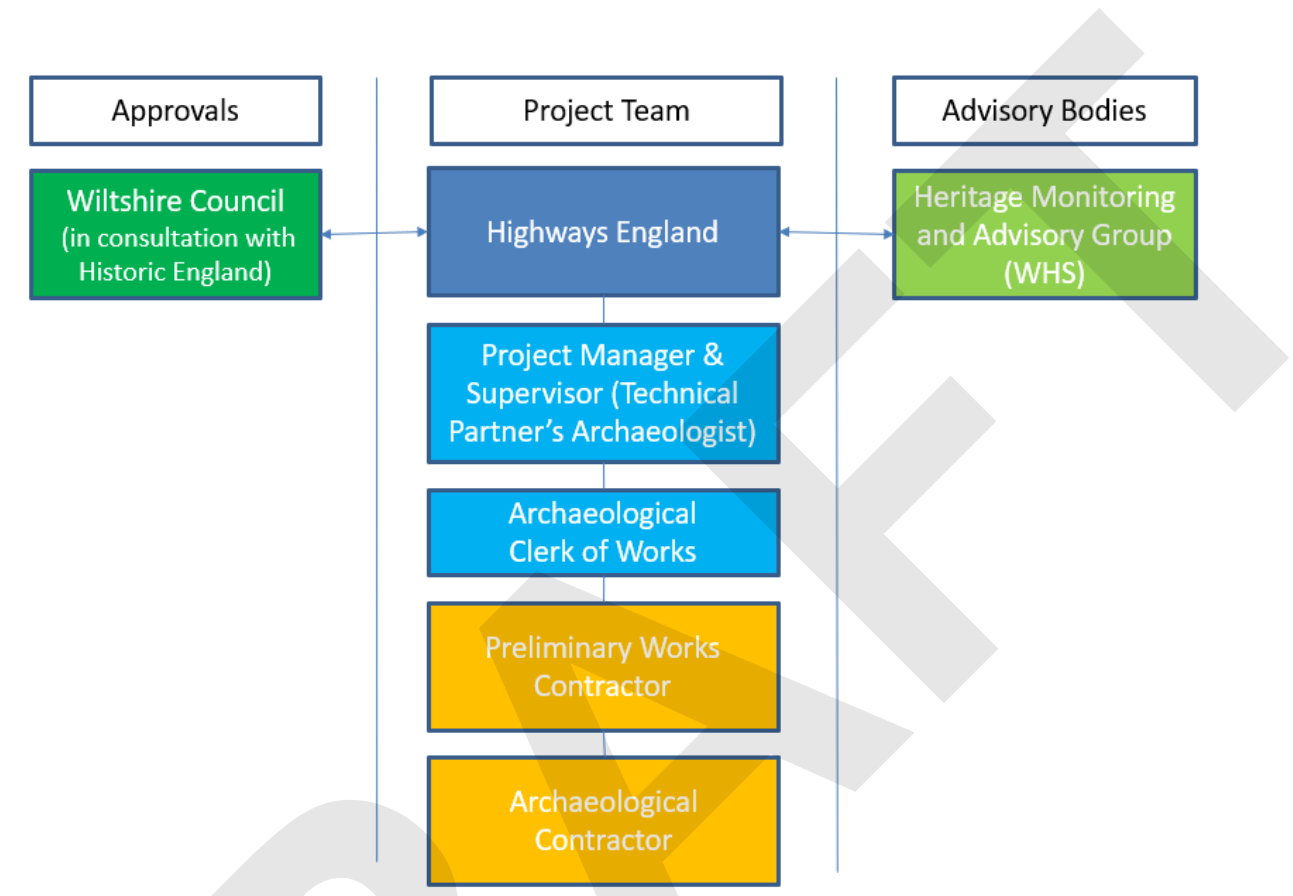 Approvals
Project Team
Advisory Bodies
Wiltshire Council
(in consultation with
Historic England)
Highways England
Heritage Monitoring
and Advisory Group
(WHS)
Project Manager &
Supervisor (Technical
Partner’s Archaeologist)
Archaeological
Clerk of Works
Preliminary Works
Contractor
Archaeological
Contractor
DRAFT